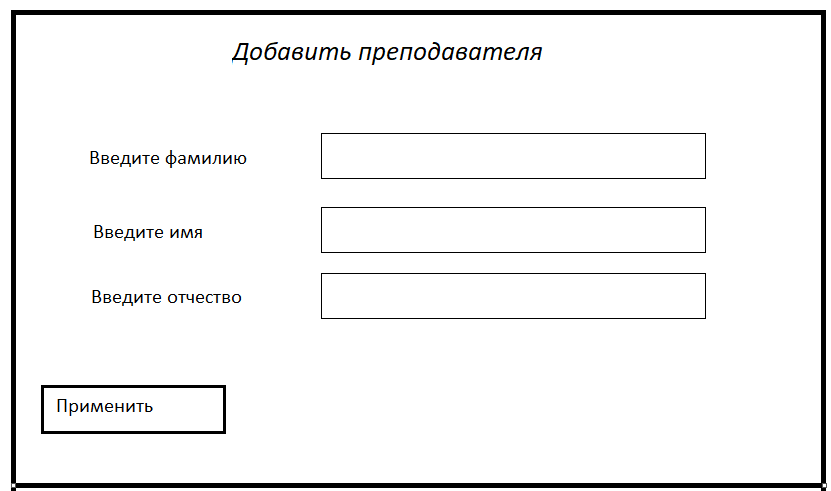 Добавить преподавателя
Введите фамилию
Введите имя
Введите отчество
Применить